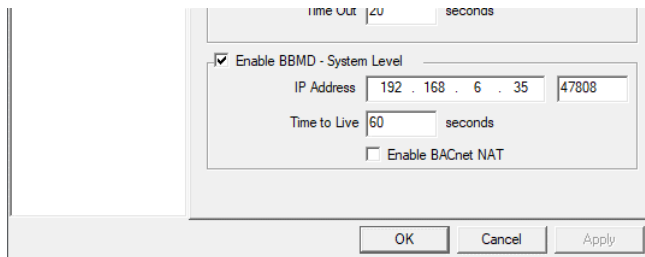 Time Out 20 seconds
Enable BBMD - System Level
IP Address 192 . 168 . 6 . 35 47808
Time to Live 60 seconds
Enable BACnet NAT
OK Cancel Apply